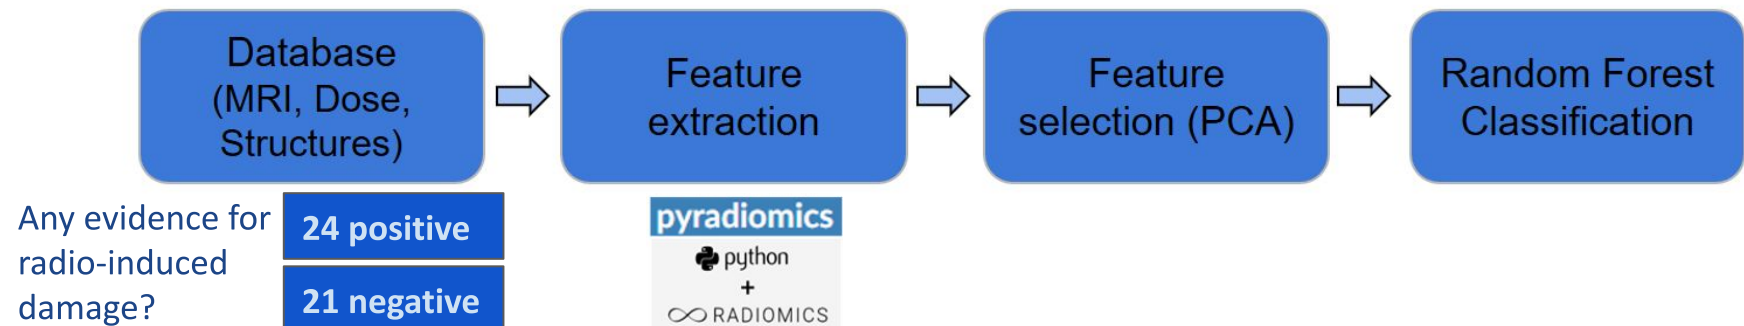 Database
(MRI, Dose,
Structures)
Feature
extraction
Feature
selection (PCA)
Random Forest
Classification
Any evidence for
radio-induced
damage?
24 positive
21 negative
pyradiomics
python
+
RADIOMICS